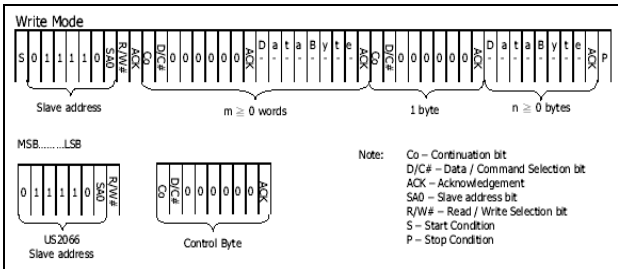 Write Mode
S 0 1 1 1 1 0 SA0 R/W# ACK Co D/C# 0 0 0 0 0 0 ACK D a t a B y t e ACK Co D/C# 0 0 0 0 0 0 ACK D a t a B y t e ACK P
Slave address
m ≧ 0 words
1 byte
n ≧ 0 bytes
MSB.......LSB
0 1 1 1 1 0 SA0 R/W#
US2066
Slave address
Co D/C# 0 0 0 0 0 0 ACK
Control Byte
Note:
Co – Continuation bit
D/C# – Data / Command Selection bit
ACK – Acknowledgement
SA0 – Slave address bit
R/W# – Read / Write Selection bit
S – Start Condition
P – Stop Condition